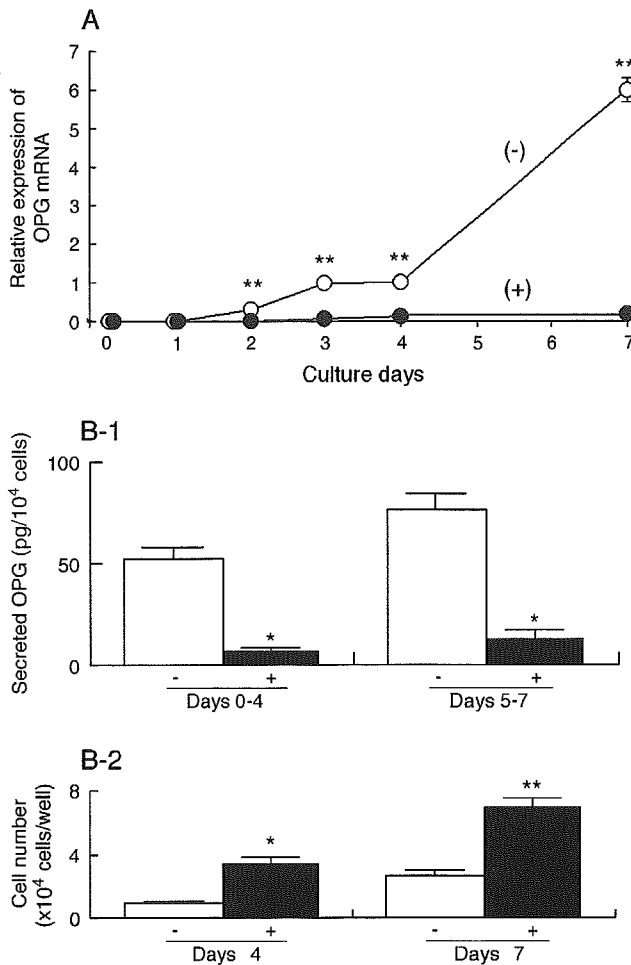 A
Relative expression of
OPG mRNA
7
6
5
4
3
2
1
0
**
**
**
**
(-)
(+)
0 1 2 3 4 5 6 7
Culture days
B-1
Secreted OPG (pg/10⁴ cells)
100
50
0
* *
- + - +
Days 0-4 Days 5-7
B-2
Cell number
(x10⁴ cells/well)
8
4
0
* **
- + - +
Days 4 Days 7